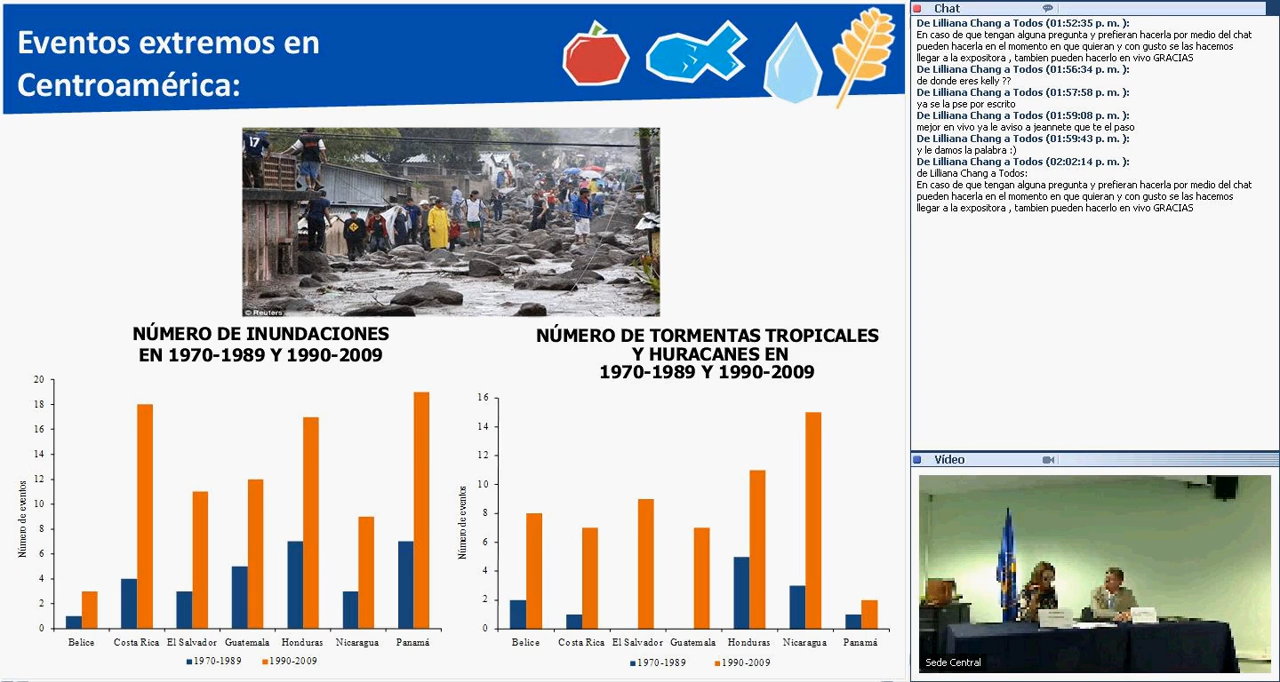 Eventos extremos en
Centroamérica:
17
© Reuters
NÚMERO DE INUNDACIONES
EN 1970-1989 Y 1990-2009
Número de eventos
20
18
16
14
12
10
8
6
4
2
0
Belice Costa Rica El Salvador Guatemala Honduras Nicaragua Panamá
1970-1989 1990-2009
NÚMERO DE TORMENTAS TROPICALES
Y HURACANES EN
1970-1989 Y 1990-2009
Número de eventos
16
14
12
10
8
6
4
2
0
Belice Costa Rica El Salvador Guatemala Honduras Nicaragua Panamá
1970-1989 1990-2009
Chat
De Lilliana Chang a Todos (01:52:35 p. m. ):
En caso de que tengan alguna pregunta y prefieran hacerla por medio del chat
pueden hacerla en el momento en que quieran y con gusto se las hacemos
llegar a la expositora , tambien pueden hacerlo en vivo GRACIAS
De Lilliana Chang a Todos (01:56:34 p. m. ):
de donde eres kelly ??
De Lilliana Chang a Todos (01:57:58 p. m. ):
ya se la pse por escrito
De Lilliana Chang a Todos (01:59:08 p. m. ):
mejor en vivo ya le aviso a jeannete que te el paso
De Lilliana Chang a Todos (01:59:43 p. m. ):
y le damos la palabra :)
De Lilliana Chang a Todos (02:02:14 p. m. ):
de Lilliana Chang a Todos:
En caso de que tengan alguna pregunta y prefieran hacerla por medio del chat
pueden hacerla en el momento en que quieran y con gusto se las hacemos
llegar a la expositora , tambien pueden hacerlo en vivo GRACIAS
Vídeo
Sede Central